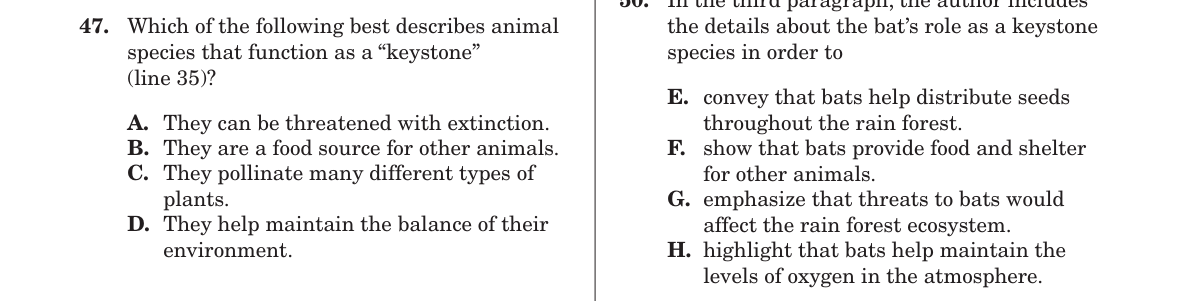 47. Which of the following best describes animal
species that function as a “keystone”
(line 35)?
A. They can be threatened with extinction.
B. They are a food source for other animals.
C. They pollinate many different types of
plants.
D. They help maintain the balance of their
environment.
50. In the third paragraph, the author includes
the details about the bat’s role as a keystone
species in order to
E. convey that bats help distribute seeds
throughout the rain forest.
F. show that bats provide food and shelter
for other animals.
G. emphasize that threats to bats would
affect the rain forest ecosystem.
H. highlight that bats help maintain the
levels of oxygen in the atmosphere.